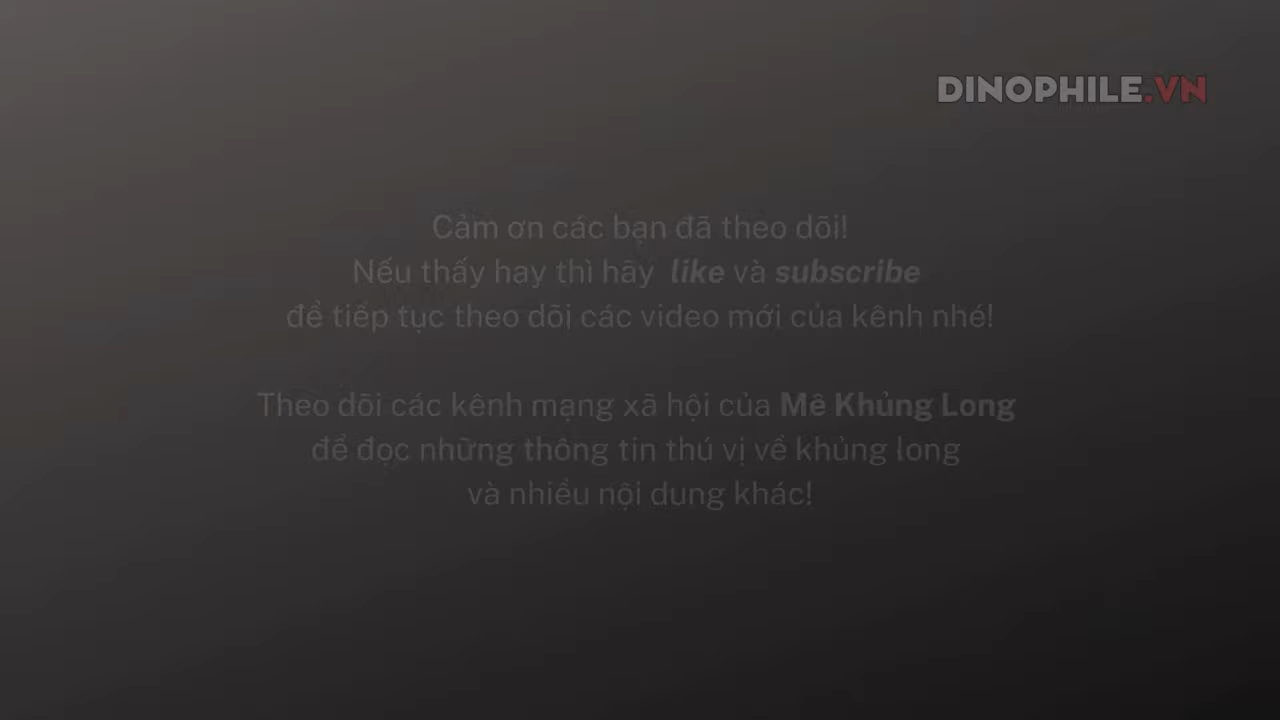 DINOPHILE.VN
Cảm ơn các bạn đã theo dõi!
Nếu thấy hay thì hãy like và subscribe
để tiếp tục theo dõi các video mới của kênh nhé!
Theo dõi các kênh mạng xã hội của Mê Khủng Long
để đọc những thông tin thú vị về khủng long
và nhiều nội dung khác!